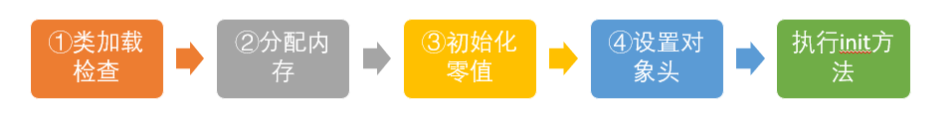 ①类加载
检查
②分配内
存
③初始化
零值
④设置对
象头
执行init方
法